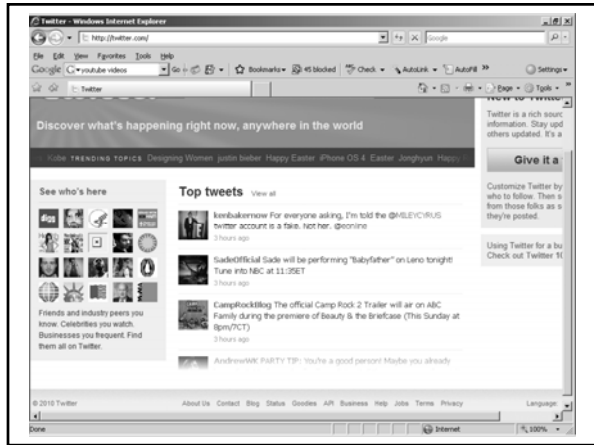 Twitter - Windows Internet Explorer
http://twitter.com/
Google
File Edit View Favorites Tools Help
Google youtube videos Go Bookmarks 45 blocked Check AutoLink AutoFill Settings
Twitter
Page Tools
New to Twitter
Discover what's happening right now, anywhere in the world
Twitter is a rich sourc
information. Stay upd
others updated. It's a
Kobe TRENDING TOPICS Designing Women justin bieber Happy Easter iPhone OS 4 Easter Jonghyun Happy
Give it a
See who's here
digg
Friends and industry peers you
know. Celebrities you watch.
Businesses you frequent. Find
them all on Twitter.
Top tweets View all
kenbakernow For everyone asking, I'm told the @MILEYCYRUS
twitter account is a fake. Not her. @eonline
3 hours ago
SadeOfficial Sade will be performing "Babyfather" on Leno tonight!
Tune into NBC at 11:35ET
3 hours ago
CampRockBlog The official Camp Rock 2 Trailer will air on ABC
Family during the premiere of Beauty & the Briefcase (This Sunday at
8pm/7CT)
3 hours ago
AndrewWK PARTY TIP: You're a good person! Maybe you already
Customize Twitter by
who to follow. Then s
from those folks as s
they're posted.
Using Twitter for a bu
Check out Twitter 10
© 2010 Twitter About Us Contact Blog Status Goodies API Business Help Jobs Terms Privacy Language:
Done Internet 100%